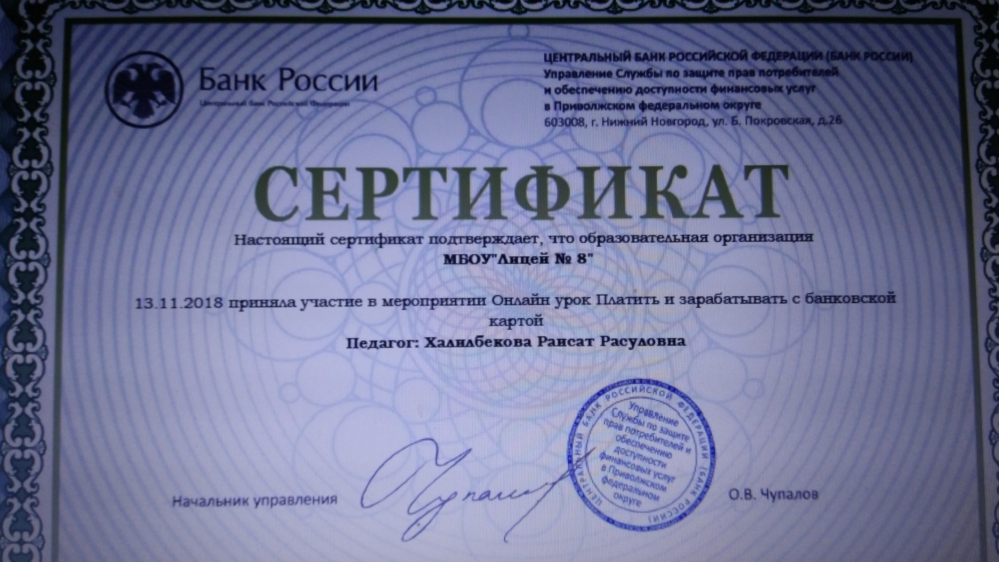 Банк России
Центральный банк Российской Федерации
ЦЕНТРАЛЬНЫЙ БАНК РОССИЙСКОЙ ФЕДЕРАЦИИ (БАНК РОССИИ)
Управление Службы по защите прав потребителей
и обеспечению доступности финансовых услуг
в Приволжском федеральном округе
603008, г. Нижний Новгород, ул. Б. Покровская, д.26
СЕРТИФИКАТ
Настоящий сертификат подтверждает, что образовательная организация
МБОУ"Лицей № 8"
13.11.2018 приняла участие в мероприятии Онлайн урок Платить и зарабатывать с банковской
картой
Педагог: Халилбекова Раисат Расуловна
Начальник управления
О.В. Чупалов
ЦЕНТРАЛЬНЫЙ БАНК РОССИЙСКОЙ ФЕДЕРАЦИИ (БАНК РОССИИ)
Управление
Службы по защите
прав потребителей и
обеспечению
доступности
финансовых услуг
в Приволжском
федеральном
округе